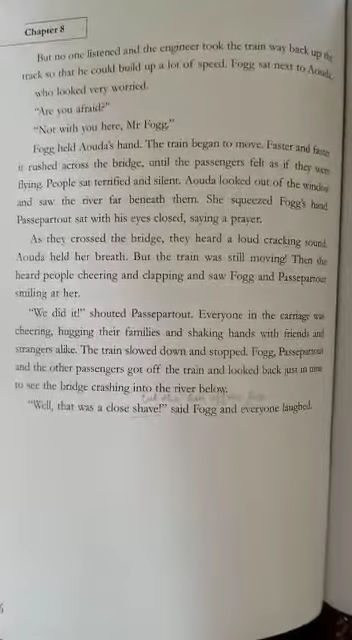 Chapter 8
But no one listened and the engineer took the train way back up the
track so that he could build up a lot of speed. Fogg sat next to Aouda,
who looked very worried.
"Are you afraid?"
"Not with you here, Mr Fogg."
Fogg held Aouda's hand. The train began to move. Faster and faster
it rushed across the bridge, until the passengers felt as if they were
flying. People sat terrified and silent. Aouda looked out of the window
and saw the river far beneath them. She squeezed Fogg's hand
Passepartout sat with his eyes closed, saying a prayer.
As they crossed the bridge, they heard a loud cracking sound.
Aouda held her breath. But the train was still moving! Then she
heard people cheering and clapping and saw Fogg and Passepartout
smiling at her.
"We did it!" shouted Passepartout. Everyone in the carriage was
cheering, hugging their families and shaking hands with friends and
strangers alike. The train slowed down and stopped. Fogg, Passepartout
and the other passengers got off the train and looked back just in time
to see the bridge crashing into the river below.
"Well, that was a close shave!" said Fogg and everyone laughed.